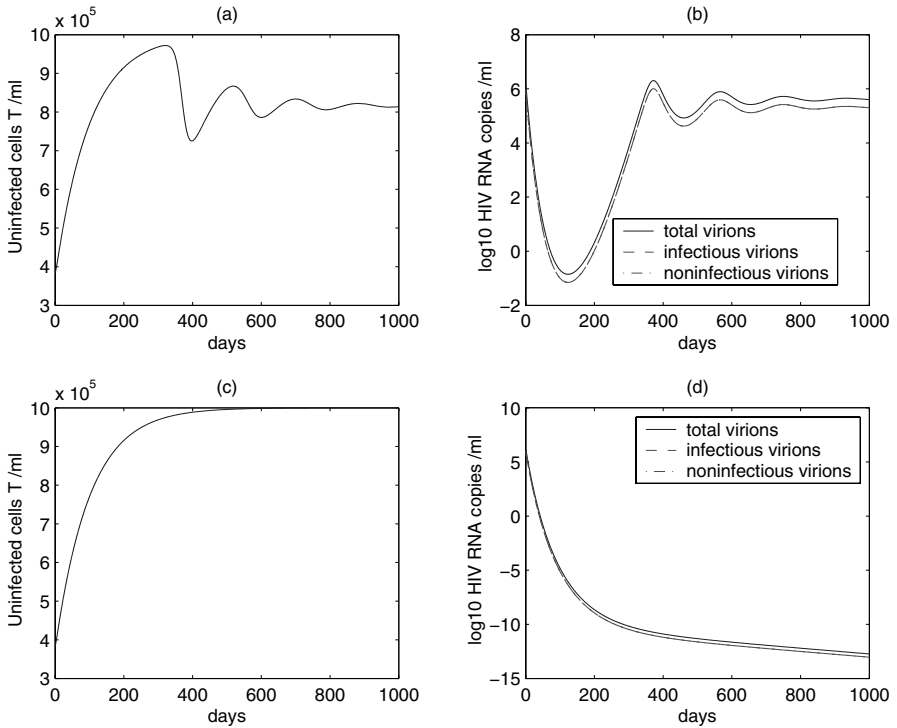 (a)
x 10^5
Uninfected cells T /ml
10
9
8
7
6
5
4
3
0 200 400 600 800 1000
days
(b)
log10 HIV RNA copies /ml
8
6
4
2
0
−2
total virions
infectious virions
noninfectious virions
0 200 400 600 800 1000
days
(c)
x 10^5
Uninfected cells T /ml
10
9
8
7
6
5
4
3
0 200 400 600 800 1000
days
(d)
log10 HIV RNA copies /ml
10
5
0
−5
−10
−15
total virions
infectious virions
noninfectious virions
0 200 400 600 800 1000
days